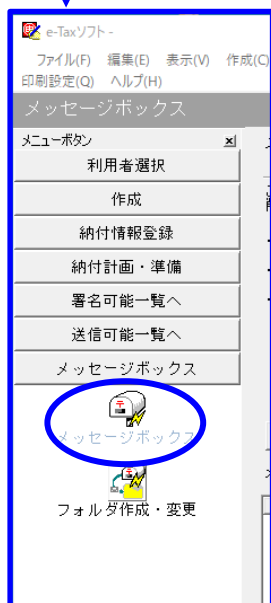 e-Taxソフト -
ファイル(F) 編集(E) 表示(V) 作成(C)
印刷設定(O) ヘルプ(H)
メッセージボックス
メニューボタン
利用者選択
作成
納付情報登録
納付計画・準備
署名可能一覧へ
送信可能一覧へ
メッセージボックス
メッセージボックス
フォルダ作成・変更